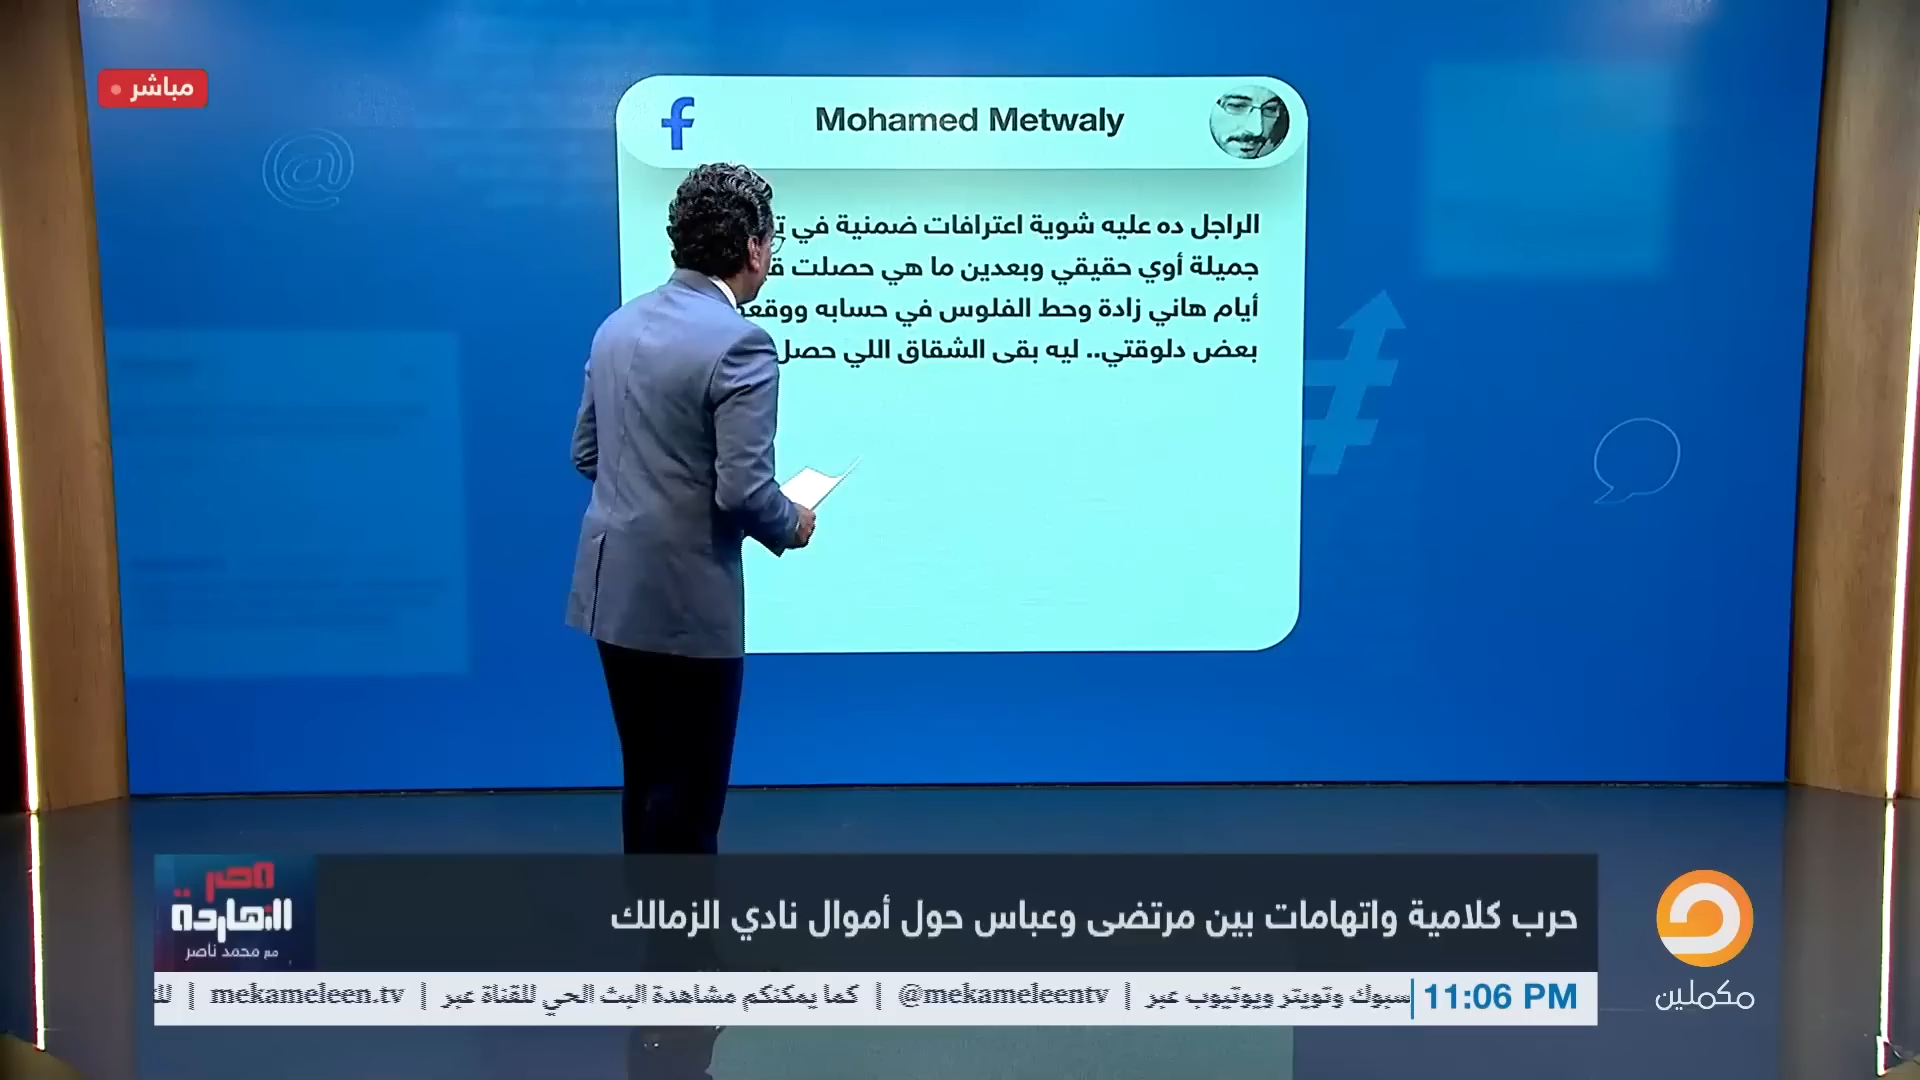 مباشر
Mohamed Metwaly
الراجل ده عليه شوية اعترافات ضمنية في
جميلة أوي حقيقي وبعدين ما هي حصلت
أيام هاني زادة وحط الفلوس في حسابه
بعض دلوقتي.. ليه بقى الشقاق اللي حصل
مصر
النهاردة
مع محمد ناصر
حرب كلامية واتهامات بين مرتضى وعباس حول أموال نادي الزمالك
11:06 PM
وتويتر ويوتيوب عبر | @mekameleentv | كما يمكنكم مشاهدة البث الحي للقناة عبر | mekameleen.tv |
مكملين